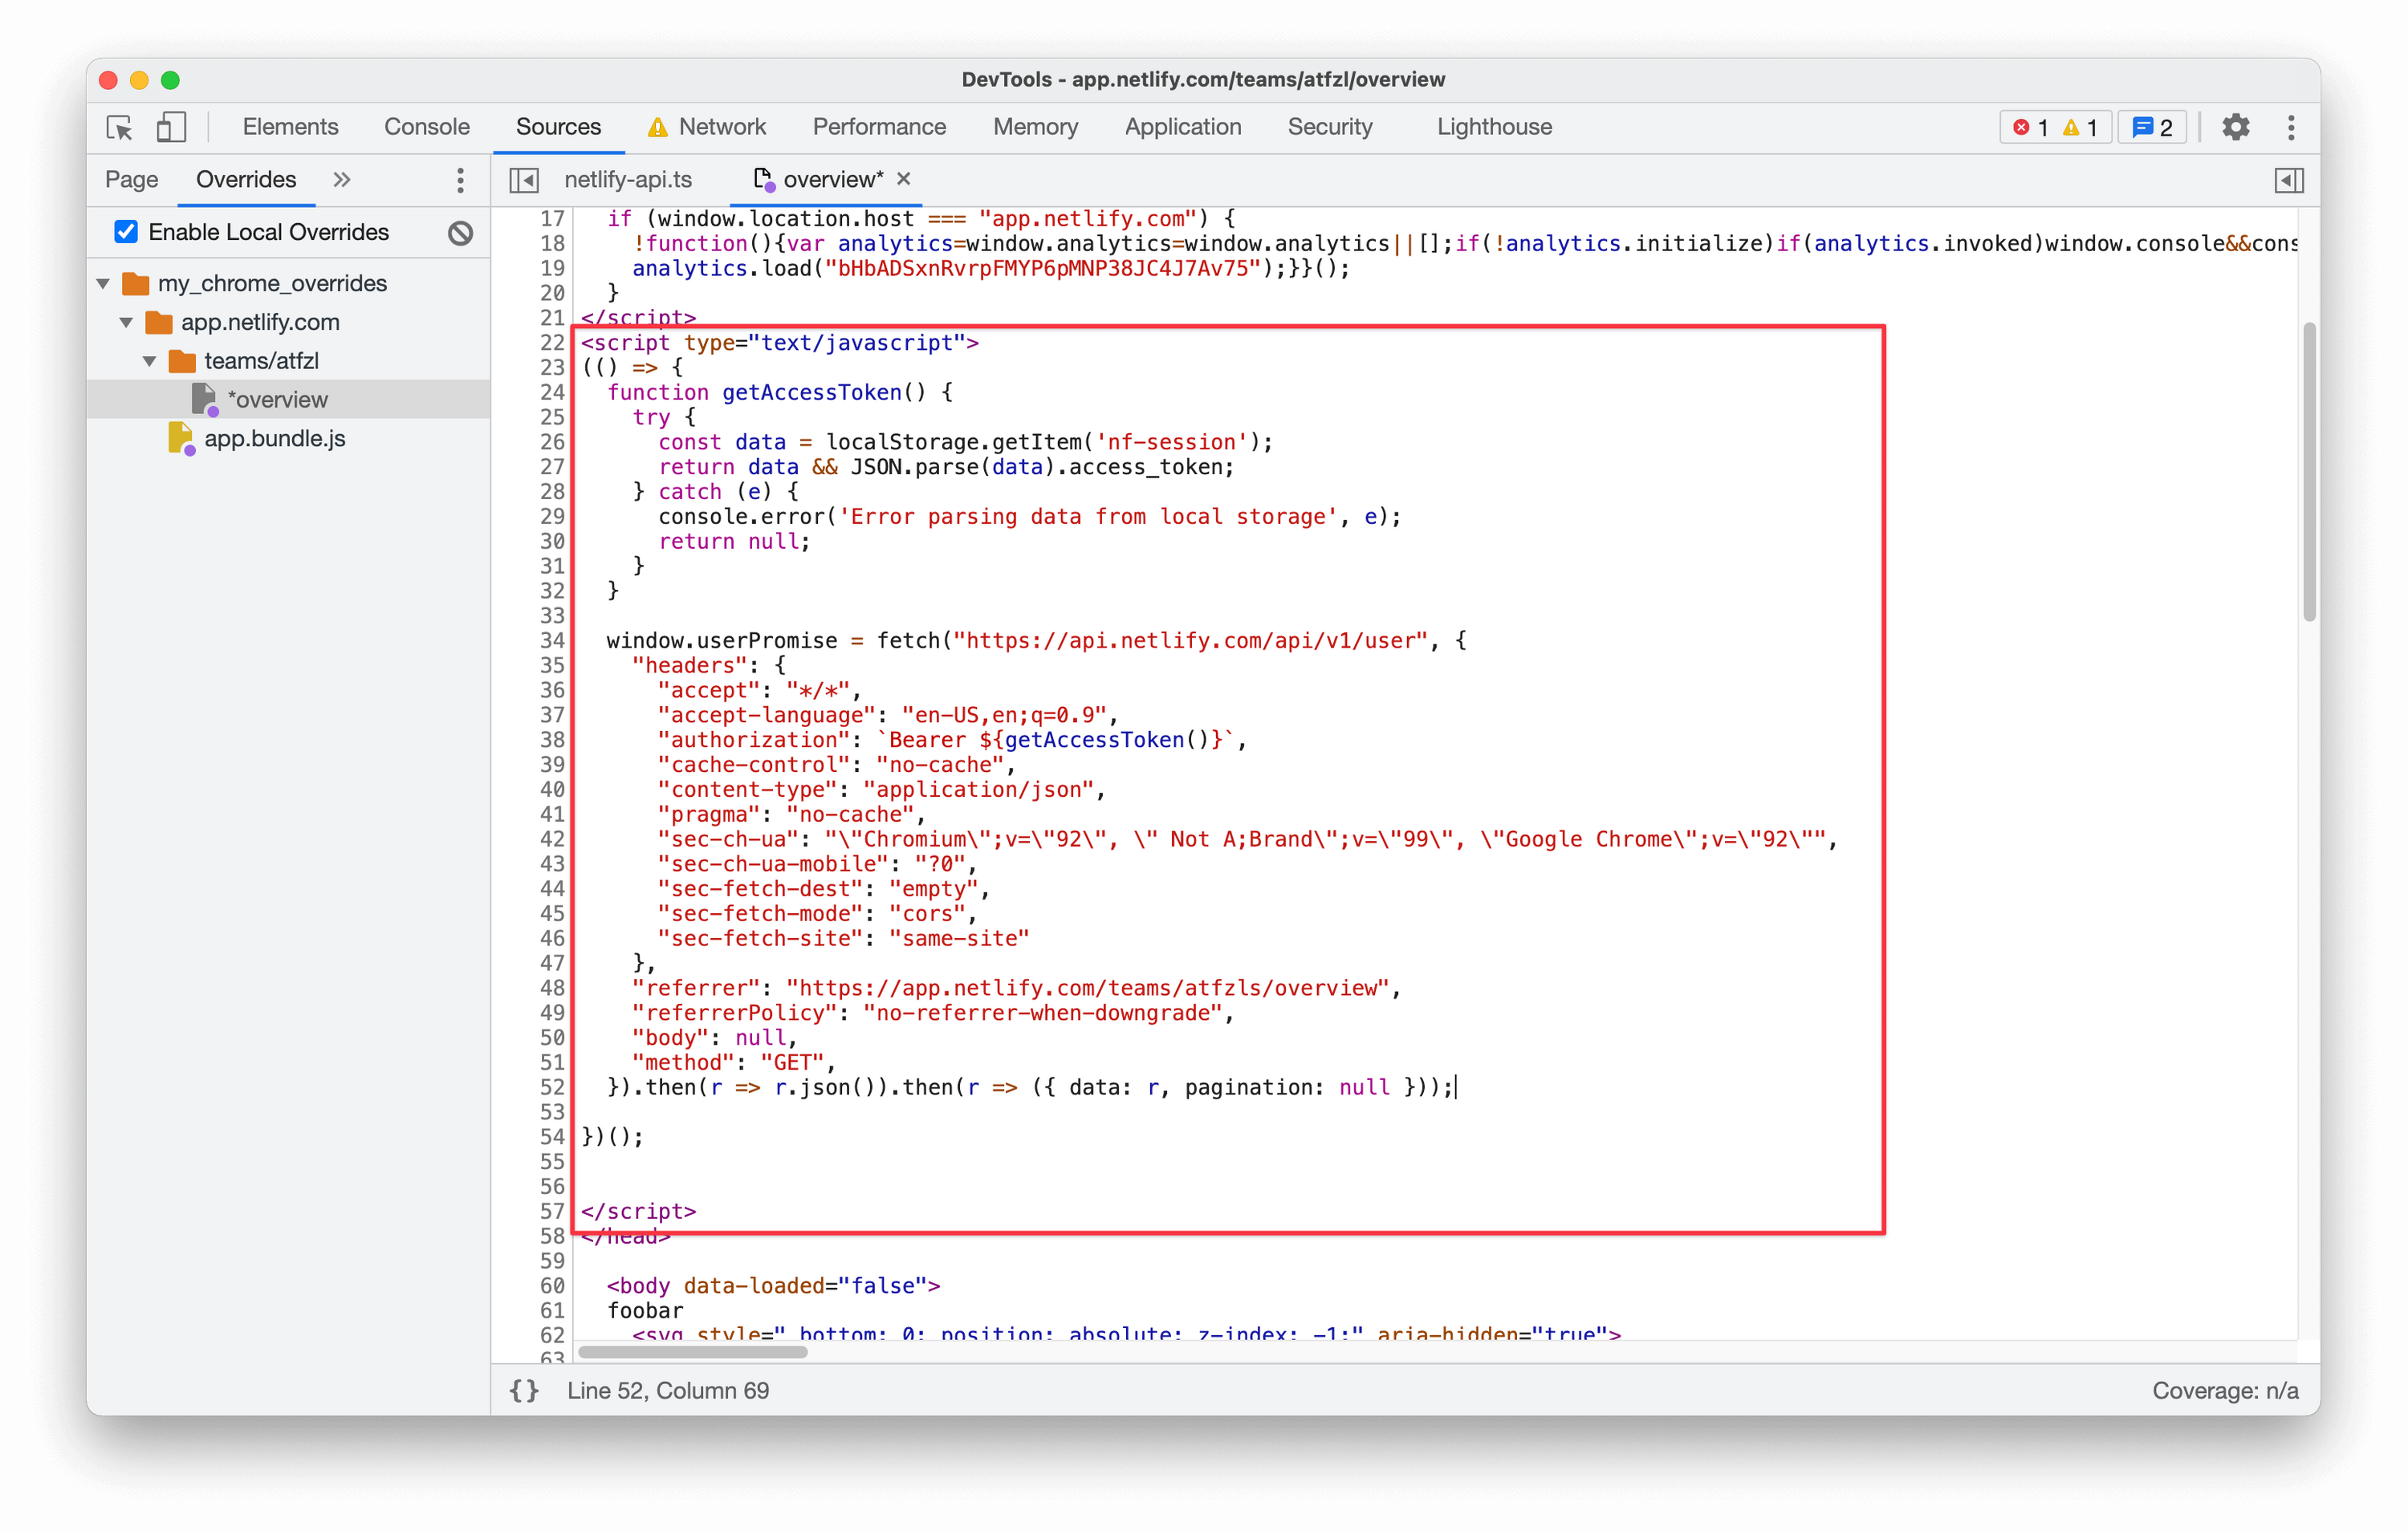 DevTools - app.netlify.com/teams/atfzl/overview
Elements Console Sources Network Performance Memory Application Security Lighthouse 1 1 2
Page Overrides » netlify-api.ts overview* ×
Enable Local Overrides
my_chrome_overrides
app.netlify.com
teams/atfzl
*overview
app.bundle.js
17 if (window.location.host === "app.netlify.com") {
18 !function(){var analytics=window.analytics=window.analytics||[];if(!analytics.initialize)if(analytics.invoked)window.console&&cons
19 analytics.load("bHbADSxnRvrpFMYP6pMNP38JC4J7Av75");}}();
20 }
21 </script>
22 <script type="text/javascript">
23 (() => {
24 function getAccessToken() {
25 try {
26 const data = localStorage.getItem('nf-session');
27 return data && JSON.parse(data).access_token;
28 } catch (e) {
29 console.error('Error parsing data from local storage', e);
30 return null;
31 }
32 }
33
34 window.userPromise = fetch("https://api.netlify.com/api/v1/user", {
35 "headers": {
36 "accept": "*/*",
37 "accept-language": "en-US,en;q=0.9",
38 "authorization": `Bearer ${getAccessToken()}`,
39 "cache-control": "no-cache",
40 "content-type": "application/json",
41 "pragma": "no-cache",
42 "sec-ch-ua": "\"Chromium\";v=\"92\", \" Not A;Brand\";v=\"99\", \"Google Chrome\";v=\"92\"",
43 "sec-ch-ua-mobile": "?0",
44 "sec-fetch-dest": "empty",
45 "sec-fetch-mode": "cors",
46 "sec-fetch-site": "same-site"
47 },
48 "referrer": "https://app.netlify.com/teams/atfzls/overview",
49 "referrerPolicy": "no-referrer-when-downgrade",
50 "body": null,
51 "method": "GET",
52 }).then(r => r.json()).then(r => ({ data: r, pagination: null }));
53
54 })();
55
56
57 </script>
58 </head>
59
60 <body data-loaded="false">
61 foobar
62 <svg style=" bottom: 0; position: absolute; z-index: -1;" aria-hidden="true">
63
{} Line 52, Column 69 Coverage: n/a